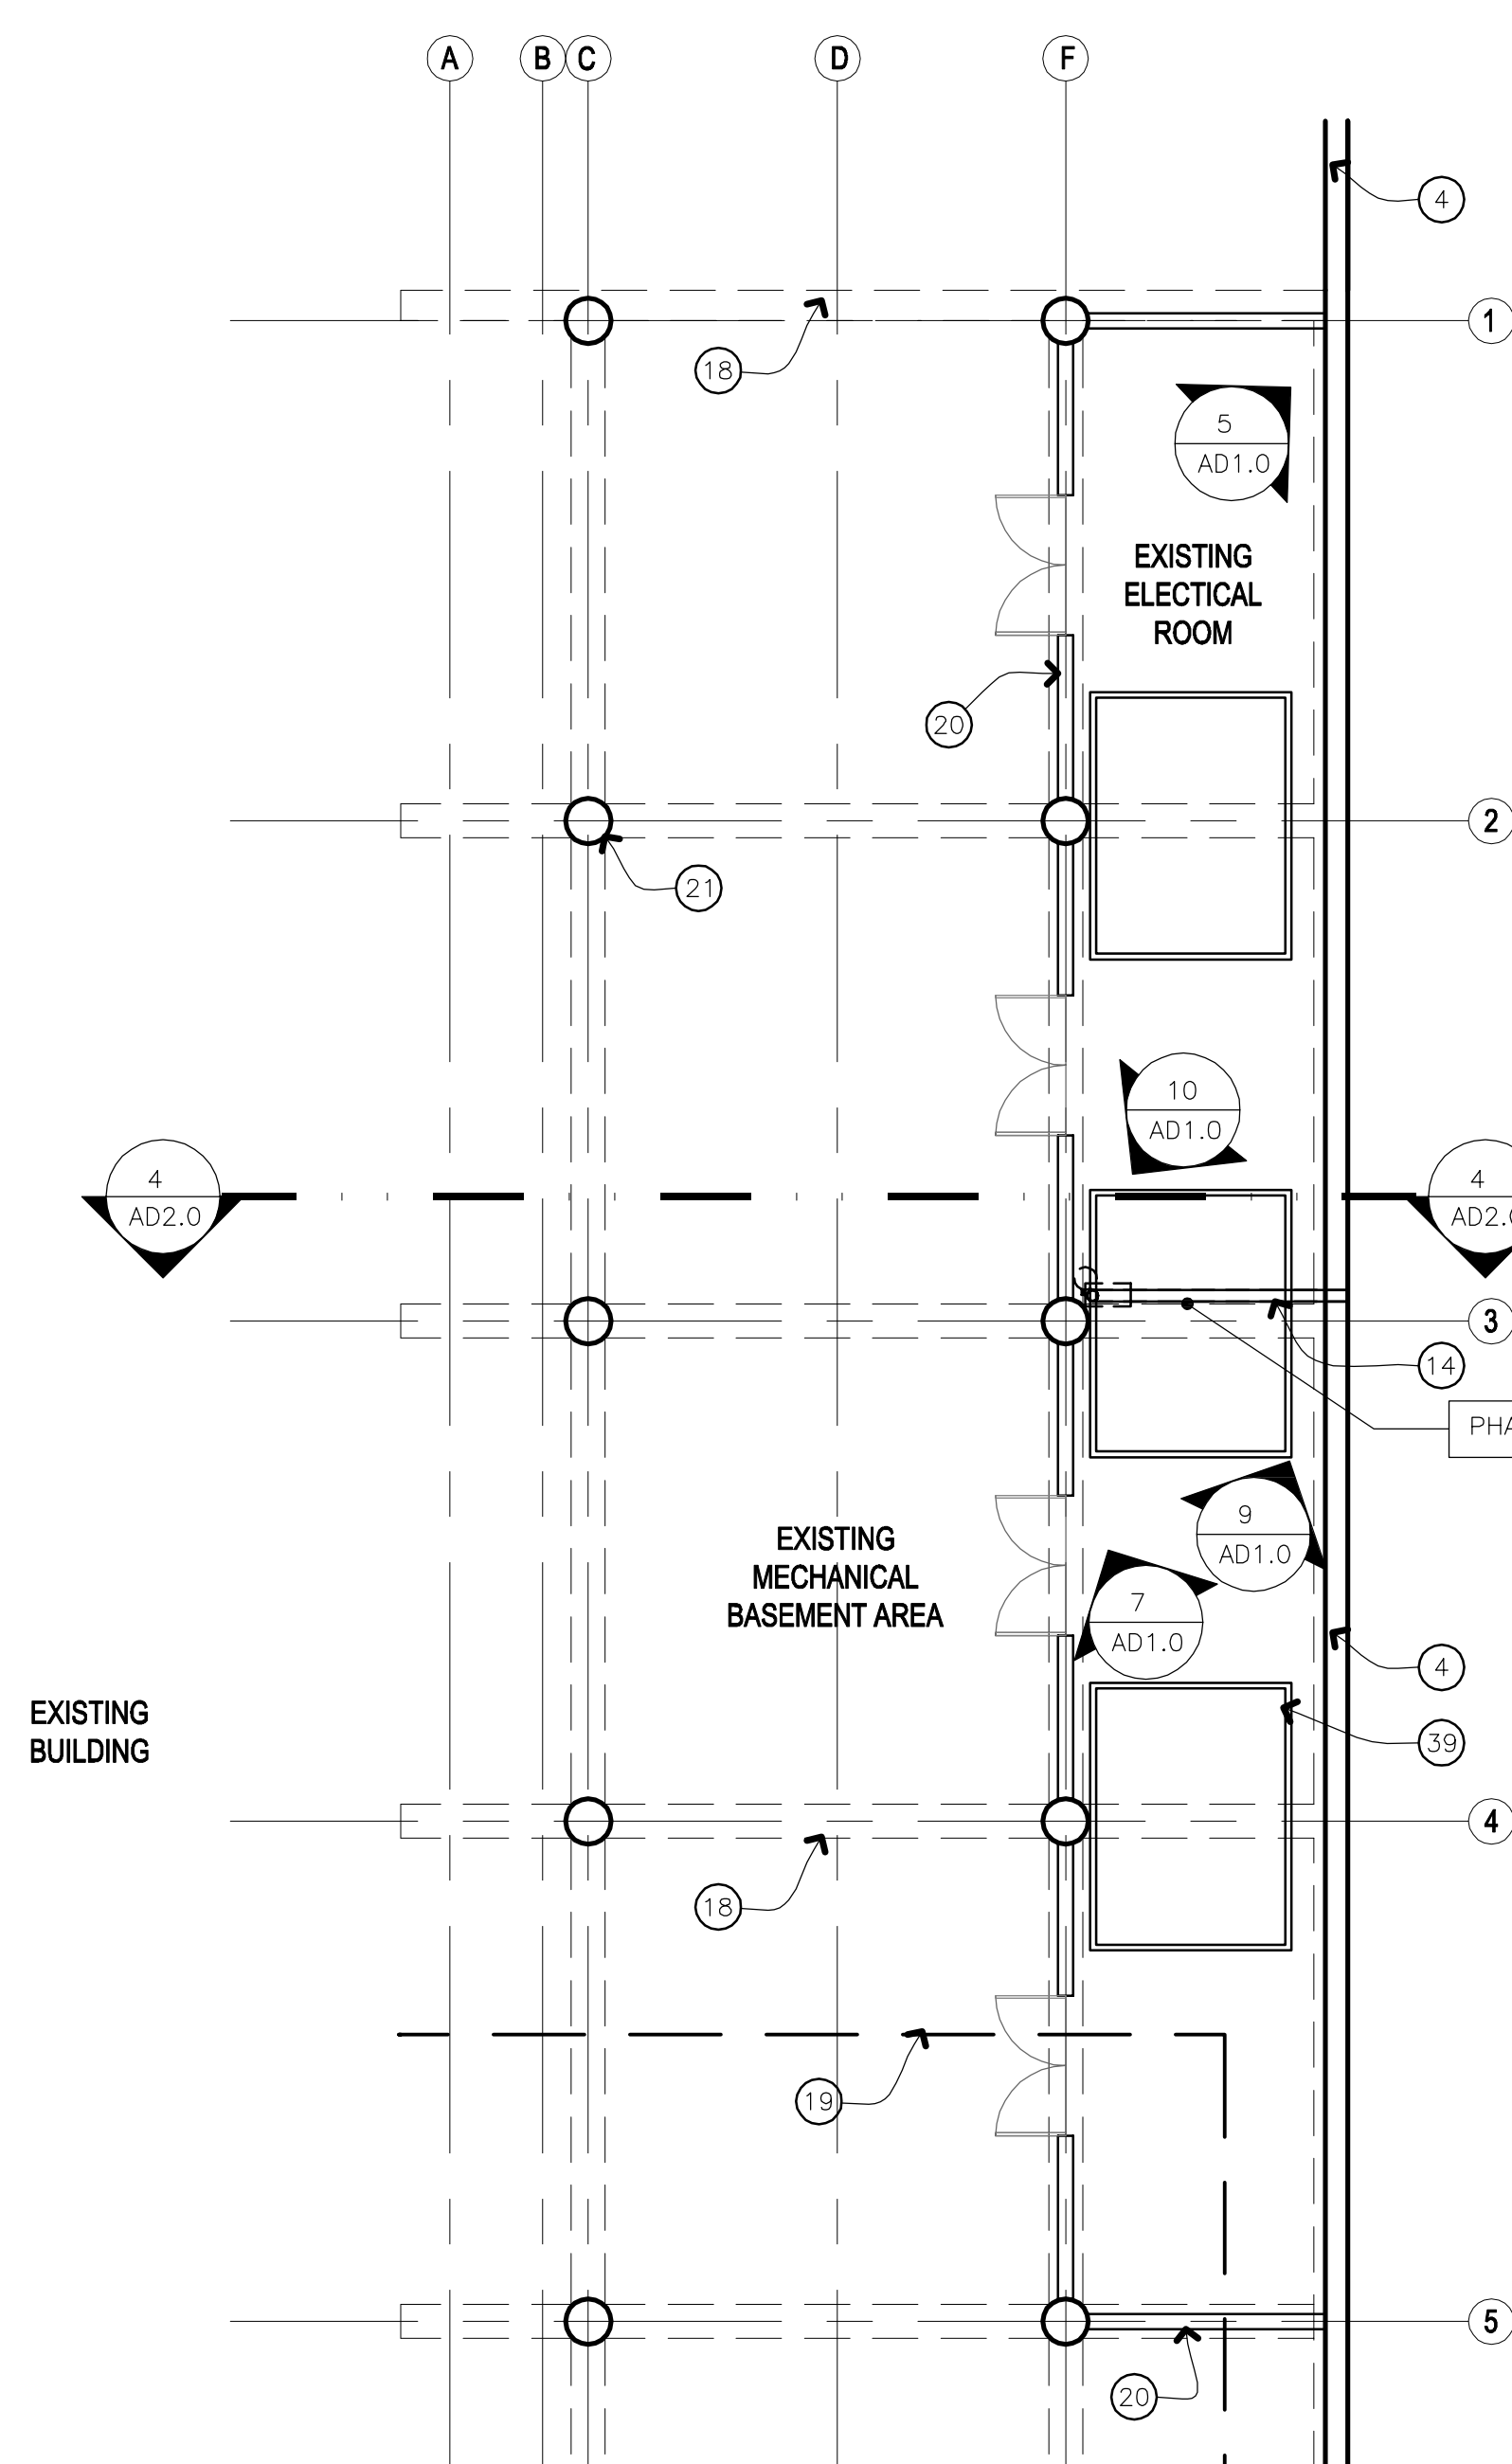 A
B
C
D
F
4
1
18
5
AD1.0
EXISTING
ELECTICAL
ROOM
20
2
21
10
AD1.0
4
AD2.0
4
3
14
9
AD1.0
EXISTING
MECHANICAL
BASEMENT AREA
7
AD1.0
4
EXISTING
BUILDING
39
4
18
19
5
20